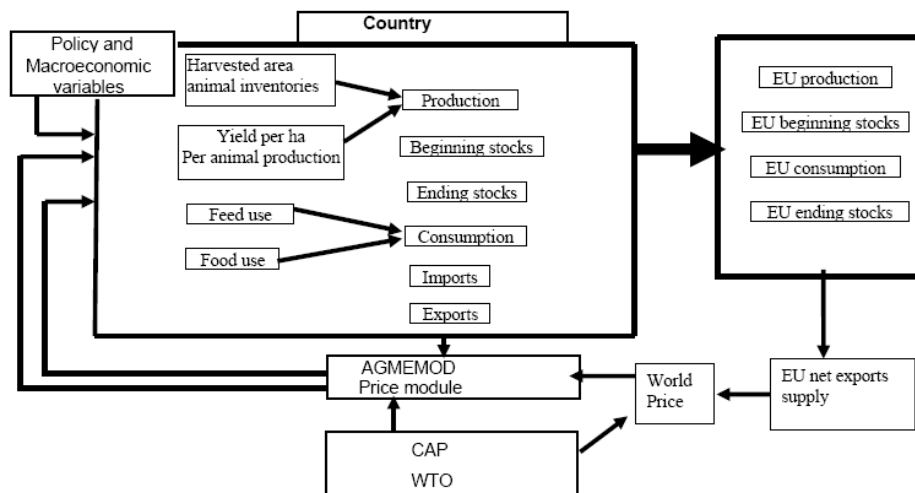 Country
Policy and
Macroeconomic
variables
Harvested area
animal inventories
Production
Yield per ha
Per animal production
Beginning stocks
Ending stocks
Feed use
Consumption
Food use
Imports
Exports
EU production
EU beginning stocks
EU consumption
EU ending stocks
AGMEMOD
Price module
World
Price
EU net exports
supply
CAP
WTO